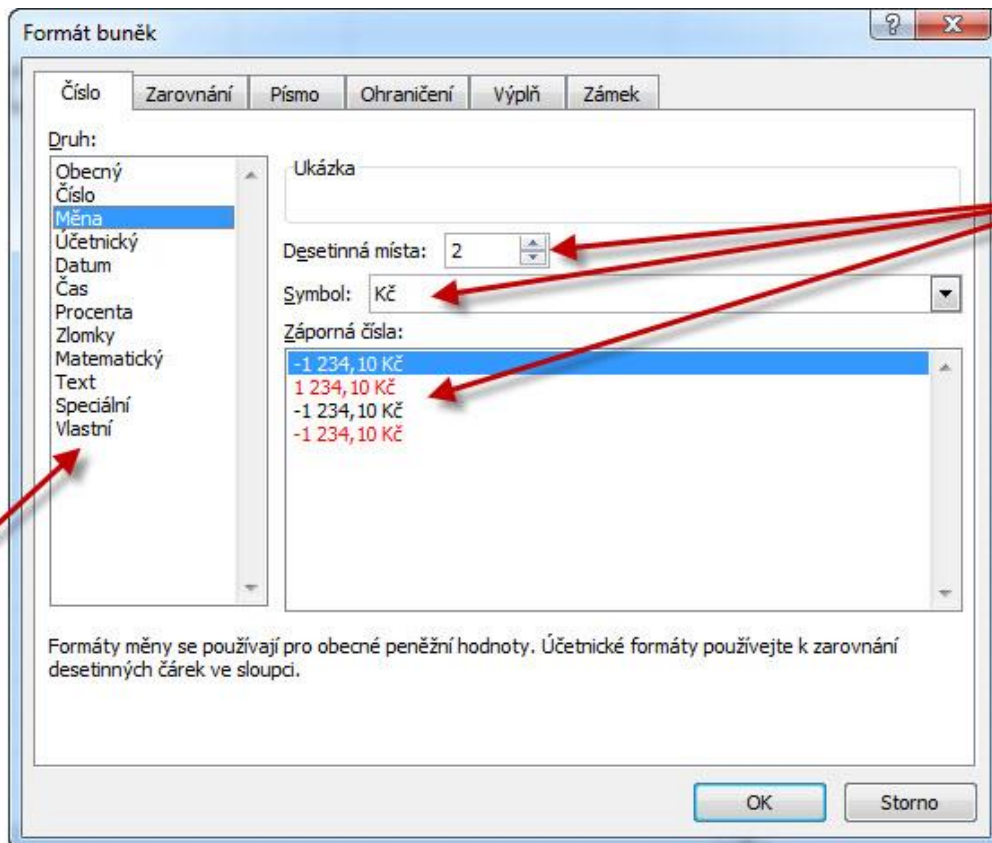 Formát buněk
Číslo Zarovnání Písmo Ohraničení Výplň Zámek
Druh:
Obecný
Číslo
Měna
Účetnický
Datum
Čas
Procenta
Zlomky
Matematický
Text
Speciální
Vlastní
Ukázka
Desetinná místa: 2
Symbol: Kč
Záporná čísla:
-1 234,10 Kč
1 234,10 Kč
-1 234,10 Kč
-1 234,10 Kč
Formáty měny se používají pro obecné peněžní hodnoty. Účetnické formáty používejte k zarovnání
desetinných čárek ve sloupci.
OK Storno